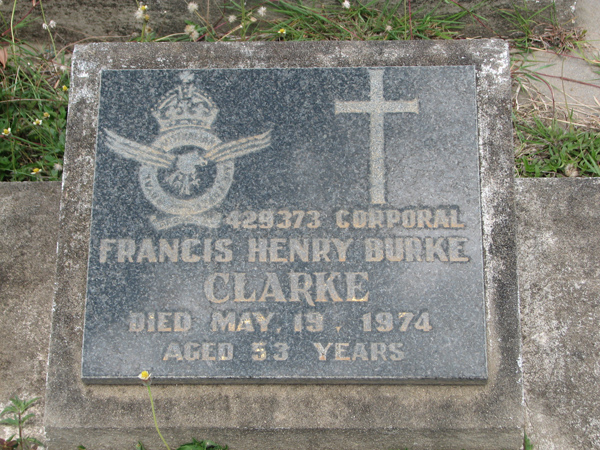 429373 CORPORAL
FRANCIS HENRY BURKE
CLARKE
DIED MAY, 19, 1974
AGED 53 YEARS